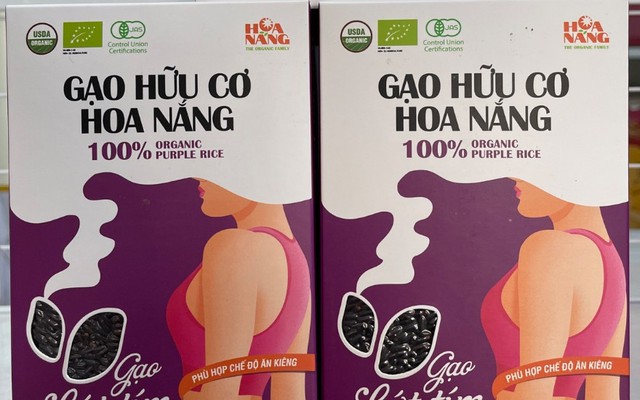 USDA
ORGANIC
JAS
Control Union
Certifications
HOA
NẮNG
THE ORGANIC FAMILY
GẠO HỮU CƠ
HOA NẮNG
100% ORGANIC
PURPLE RICE
Gạo
PHÙ HỢP CHẾ ĐỘ ĂN KIÊNG
USDA
ORGANIC
JAS
Control Union
Certifications
HOA
NẮNG
THE ORGANIC FAMILY
GẠO HỮU CƠ
HOA NẮNG
100% ORGANIC
PURPLE RICE
Gạo
PHÙ HỢP CHẾ ĐỘ ĂN KIÊNG